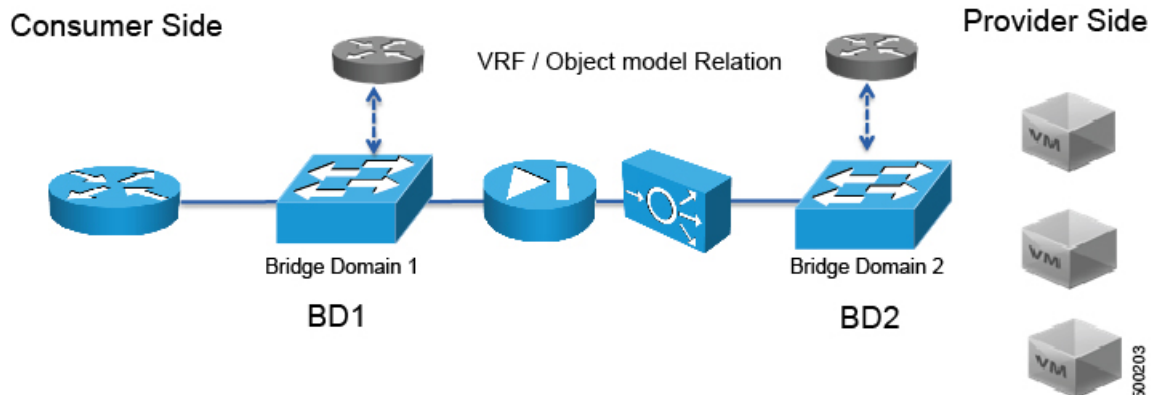 Consumer Side
Provider Side
VRF / Object model Relation
VM
VM
VM
Bridge Domain 1
Bridge Domain 2
BD1
BD2